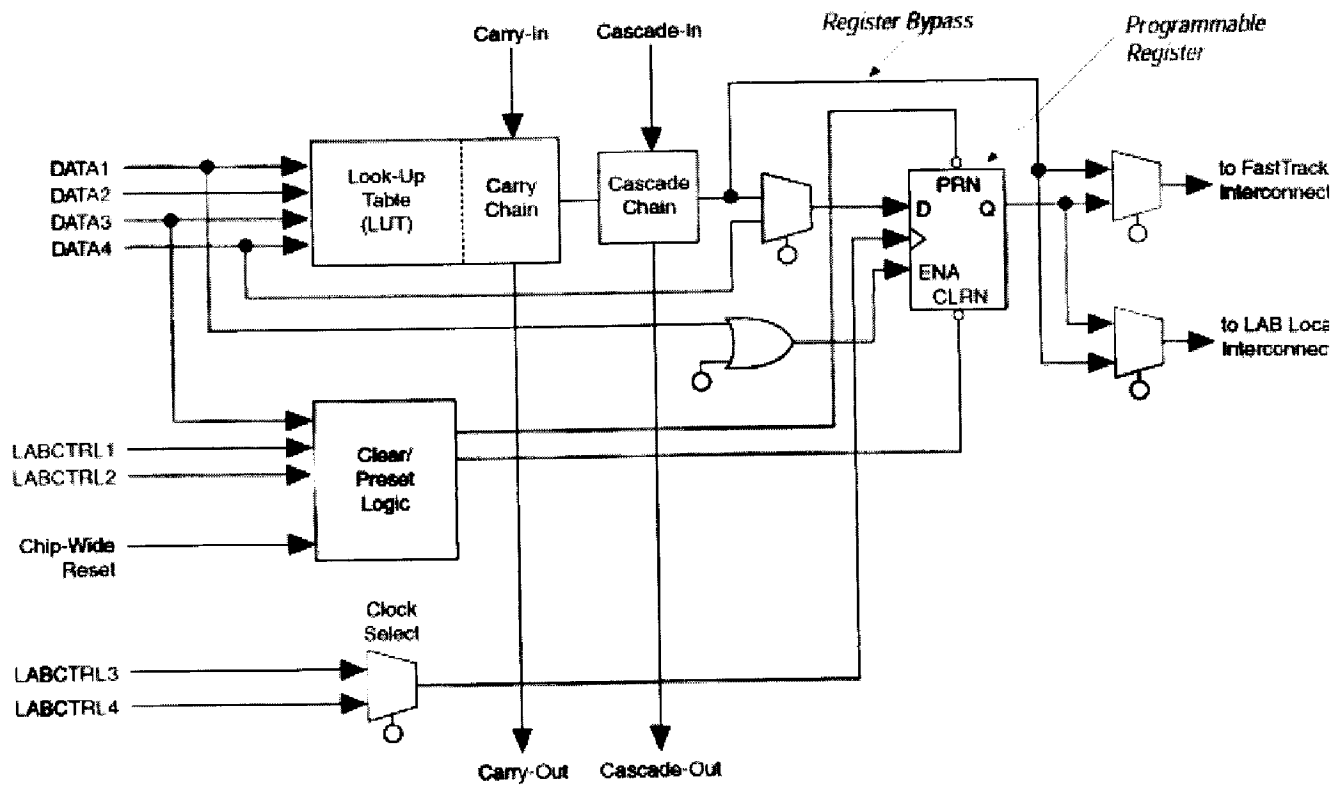 Carry-In
Cascade-In
Register Bypass
Programmable
Register
DATA1
DATA2
DATA3
DATA4
Look-Up
Table
(LUT)
Carry
Chain
Cascade
Chain
PRN
D
Q
ENA
CLRN
to FastTrack
Interconnect
to LAB Loca
Interconnect
LABCTRL1
LABCTRL2
Chip-Wide
Reset
Clear/
Preset
Logic
Clock
Select
LABCTRL3
LABCTRL4
Carry-Out
Cascade-Out